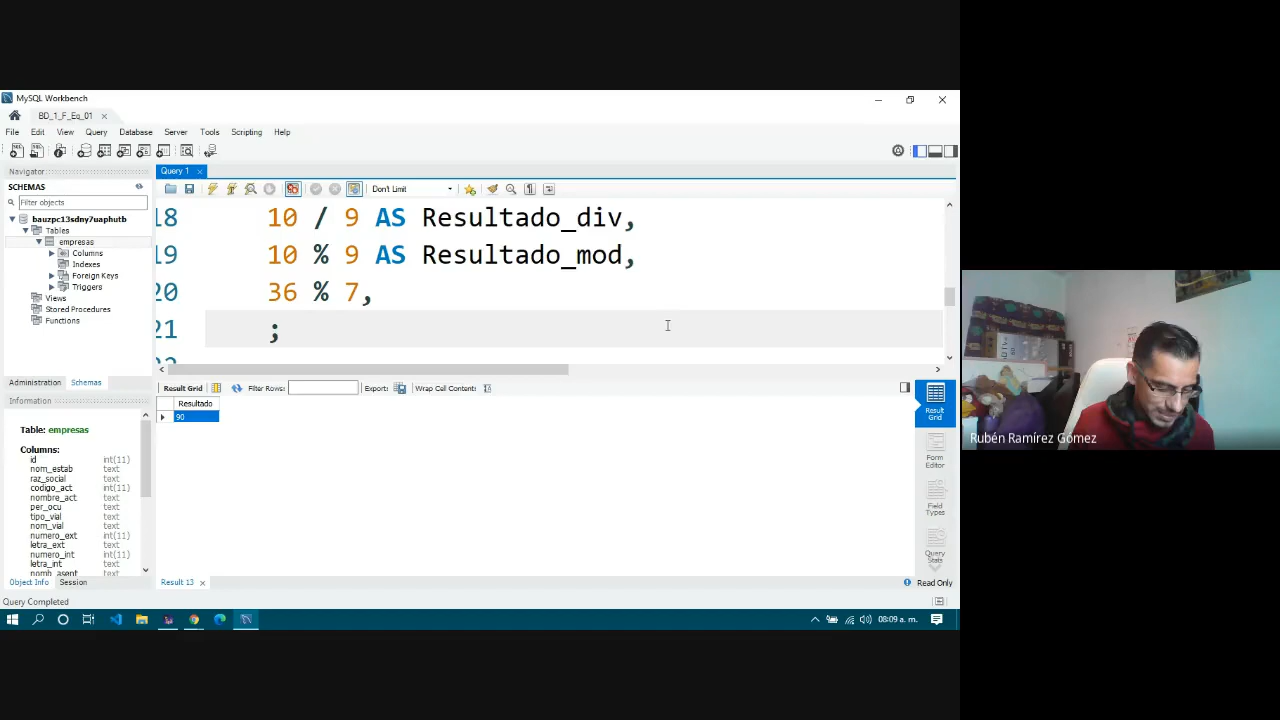 MySQL Workbench
BD_1_F_Eq_01
File Edit View Query Database Server Tools Scripting Help
Navigator
Query 1
SCHEMAS
Don't Limit
Filter objects
bauzpc13sdny7uaphutb
Tables
empresas
Columns
Indexes
Foreign Keys
Triggers
Views
Stored Procedures
Functions
18 10 / 9 AS Resultado_div,
19 10 % 9 AS Resultado_mod,
20 36 % 7,
21 ;
Administration Schemas
Result Grid Filter Rows: Export: Wrap Cell Content:
Information
Resultado
90
Result Grid
Form Editor
Field Types
Query Stats
Table: empresas
Columns:
id int(11)
nom_estab text
raz_social text
codigo_act int(11)
nombre_act text
per_ocu text
tipo_vial text
nom_vial text
numero_ext int(11)
letra_ext text
numero_int int(11)
letra_int text
nomb_asent text
Object Info Session
Result 13
Read Only
Query Completed
08:09 a. m.
Rubén Ramírez Gómez